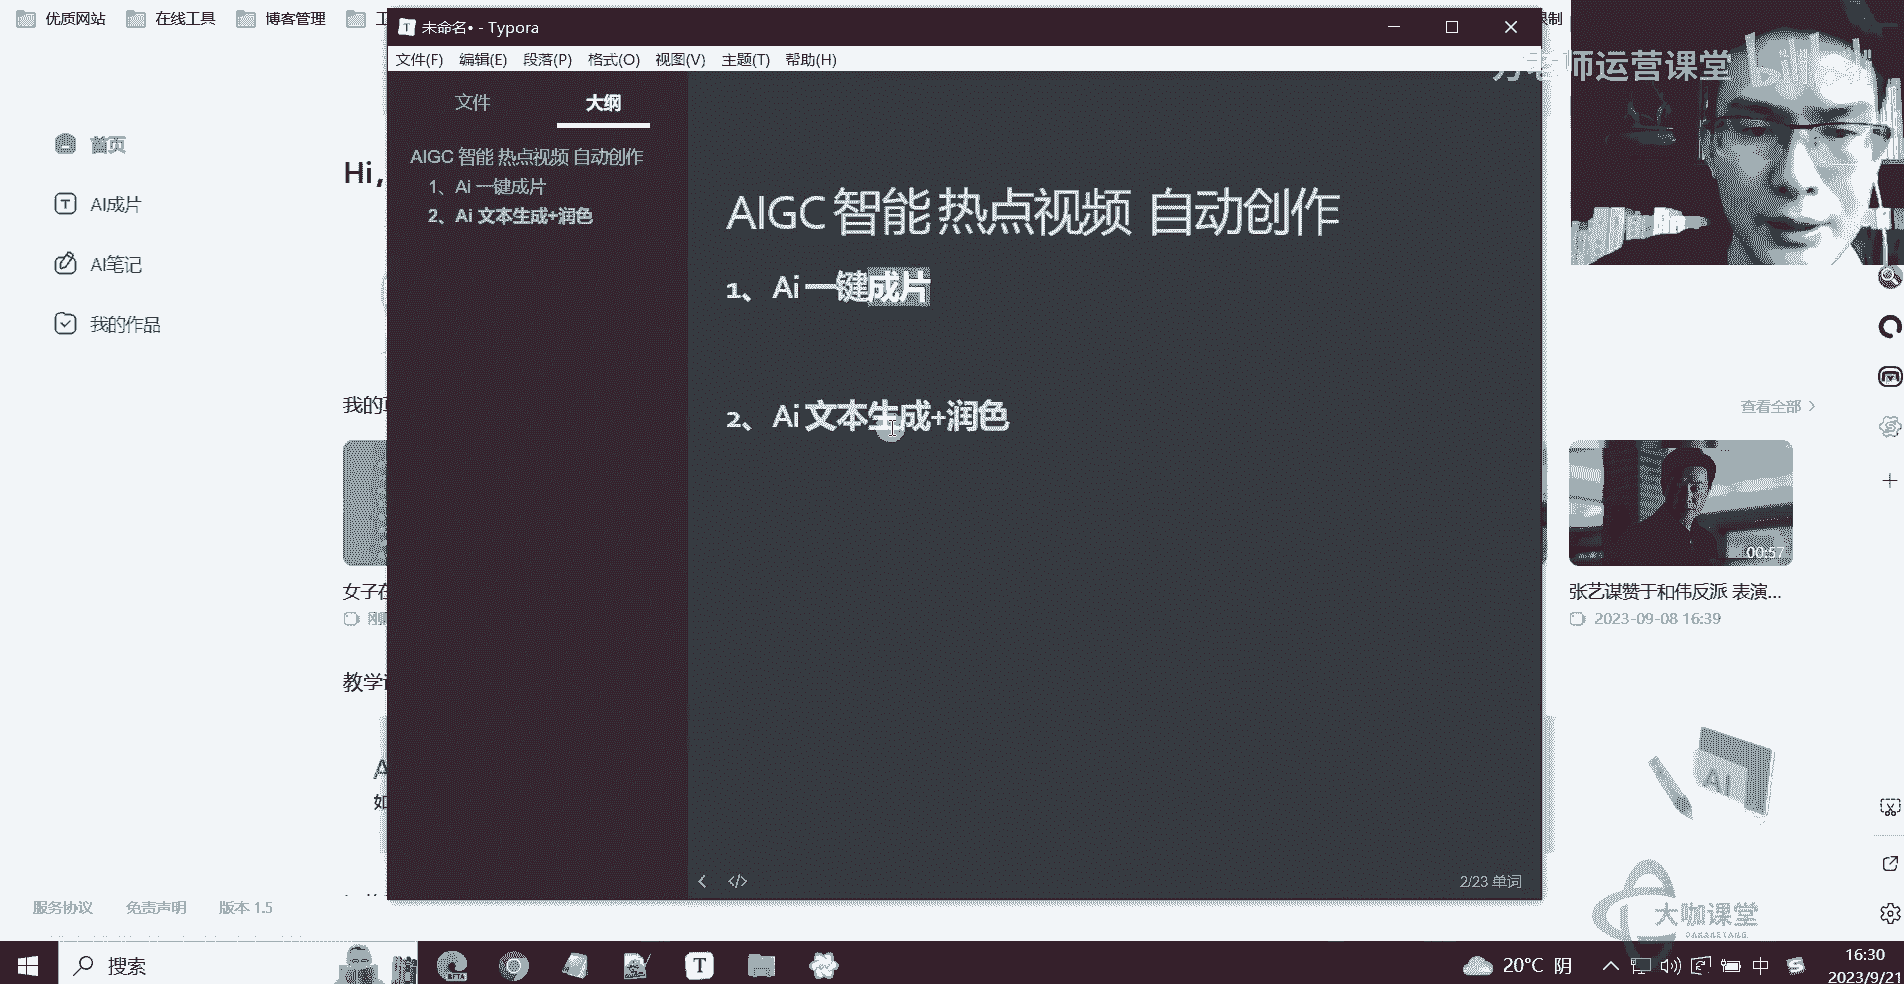 优质网站
在线工具
博客管理
未命名• - Typora
文件(F) 编辑(E) 段落(P) 格式(O) 视图(V) 主题(T) 帮助(H)
师运营课堂
bilibili
文件 大纲
首页
AI成片
AI笔记
我的作品
Hi,
AIGC 智能 热点视频 自动创作
1、Ai 一键成片
2、Ai 文本生成+润色
AIGC 智能 热点视频 自动创作
1、 Ai 一键成片
2、 Ai 文本生成+润色
我的
查看全部
00:57
女子在
张艺谋赞于和伟反派 表演...
2023-09-08 16:39
教学
AI
如
</>
2/23 单词
服务协议 免责声明 版本 1.5
大咖课堂
搜索
BETA
T
20°C 阴
中
16:30
2023/9/21